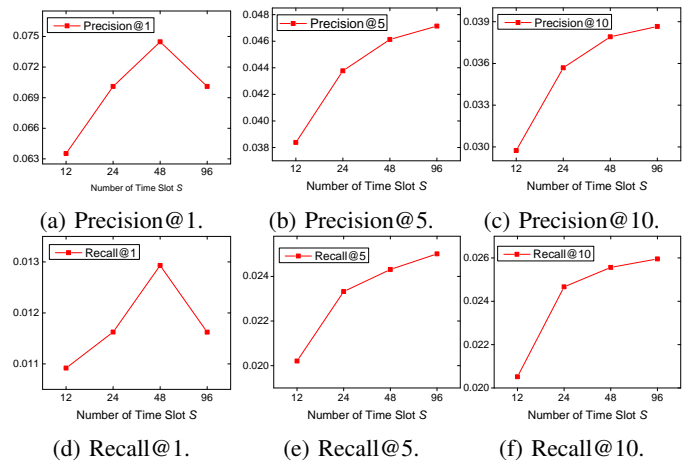 Precision@1
0.075
0.072
0.069
0.066
0.063
12 24 48 96
Number of Time Slot S
(a) Precision@1.
Precision@5
0.048
0.046
0.044
0.042
0.040
0.038
12 24 48 96
Number of Time Slot S
(b) Precision@5.
Precision@10
0.039
0.036
0.033
0.030
12 24 48 96
Number of Time Slot S
(c) Precision@10.
Recall@1
0.013
0.012
0.011
12 24 48 96
Number of Time Slot S
(d) Recall@1.
Recall@5
0.024
0.022
0.020
12 24 48 96
Number of Time Slot S
(e) Recall@5.
Recall@10
0.026
0.024
0.022
0.020
12 24 48 96
Number of Time Slot S
(f) Recall@10.